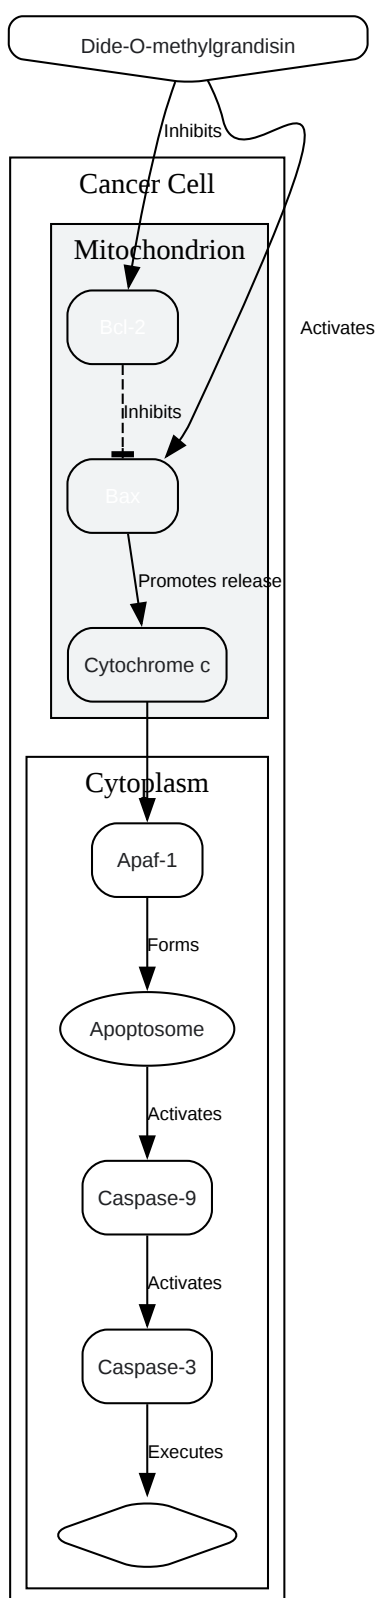 Dide-O-methylgrandisin
Inhibits
Cancer Cell
Mitochondrion
Bcl-2
Activates
Inhibits
Bax
Promotes release
Cytochrome c
Cytoplasm
Apaf-1
Forms
Apoptosome
Activates
Caspase-9
Activates
Caspase-3
Executes